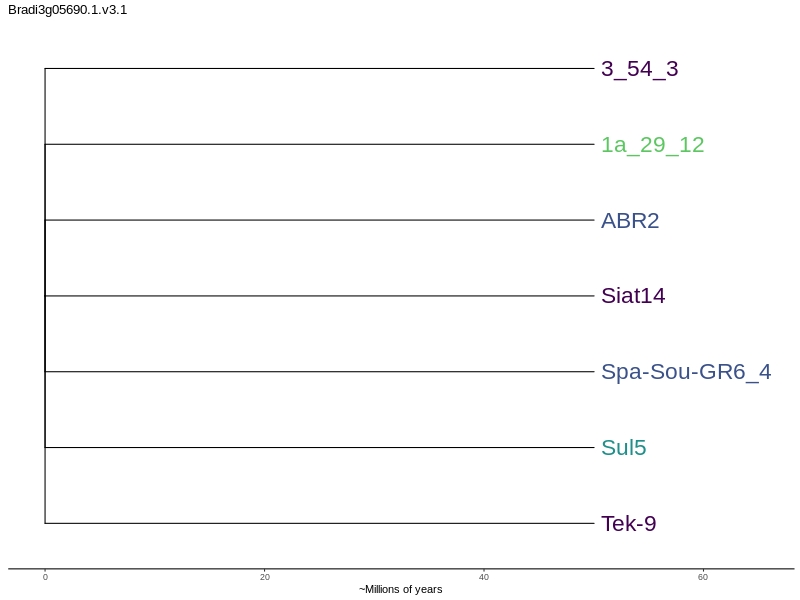 Bradi3g05690.1.v3.1
3_54_3
1a_29_12
ABR2
Siat14
Spa-Sou-GR6_4
Sul5
Tek-9
0 20 40 60
~Millions of years